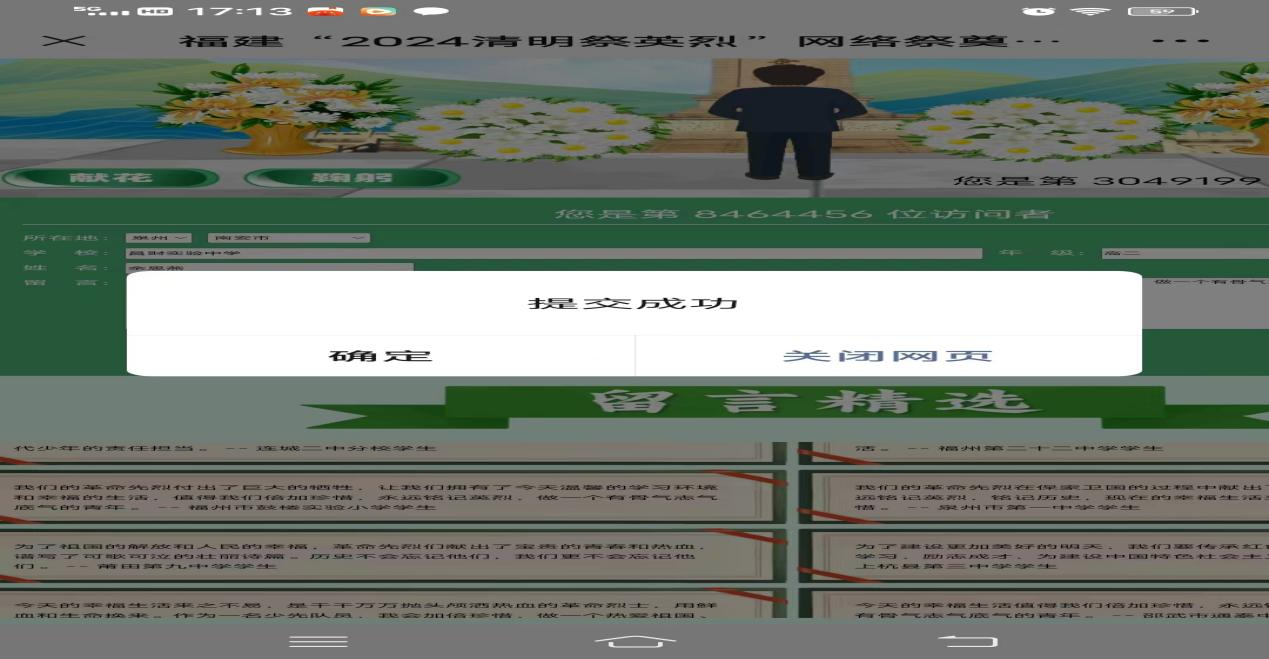 5G HD 17:13 59
福建“2024清明祭英烈”网络祭奠···
献花 鞠躬
您是第 3049199
您是第 8464456 位访问者
所在地： 泉州 南安市
学 校： 昌财实验中学 年 级： 高二
姓 名：
留 言： 做一个有骨气
提交成功
确定 关闭网页
留言精选
代少年的责任担当。 -- 连城二中分校学生
活。 -- 福州第二十二中学学生
我们的革命先烈付出了巨大的牺牲，让我们拥有了今天温馨的学习环境
和幸福的生活，值得我们倍加珍惜，永远铭记英烈，做一个有骨气志气
底气的青年。 -- 福州市鼓楼实验小学学生
我们的革命先烈在保家卫国的过程中献出
远铭记英烈，铭记历史，现在的幸福生活
惜。 -- 泉州市第一中学学生
为了祖国的解放和人民的幸福，革命先烈们献出了宝贵的青春和热血，
谱写了可歌可泣的壮丽诗篇。历史不会忘记他们，我们更不会忘记他
们。 -- 莆田第九中学学生
为了建设更加美好的明天，我们要传承红
学习，励志成才，为建设中国特色社会主
上杭县第三中学学生
今天的幸福生活来之不易，是千千万万抛头颅洒热血的革命烈士，用鲜
血和生命换来。作为一名少先队员，我会加倍珍惜，做一个热爱祖国、
今天的幸福生活值得我们倍加珍惜，永远
有骨气志气底气的青年。 -- 邵武市通泰中